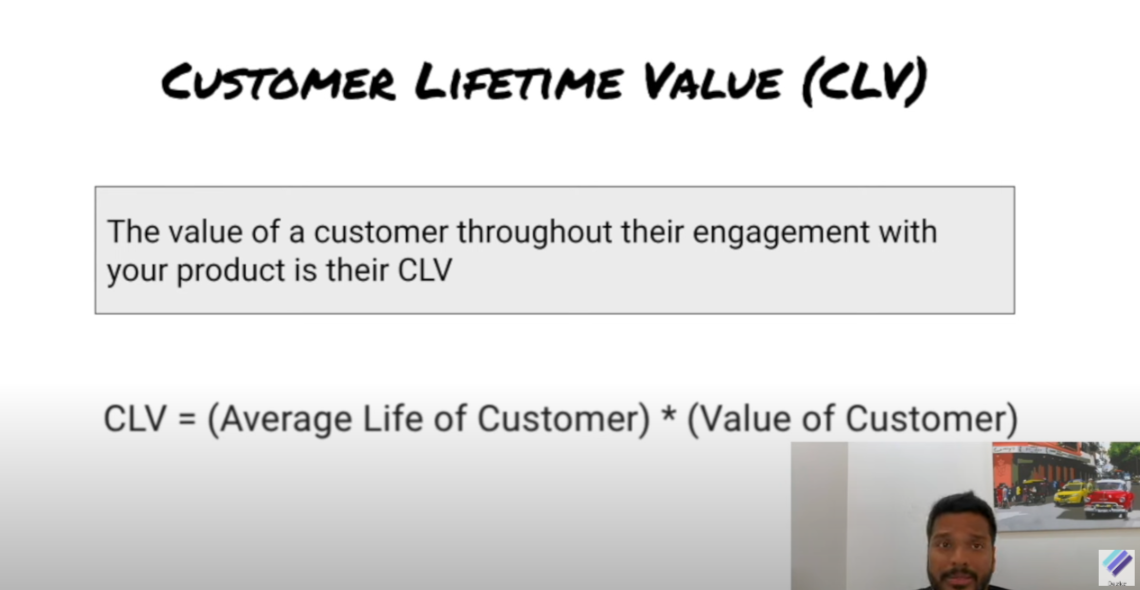 CUSTOMER LIFETIME VALUE (CLV)
The value of a customer throughout their engagement with
your product is their CLV
CLV = (Average Life of Customer) * (Value of Customer)